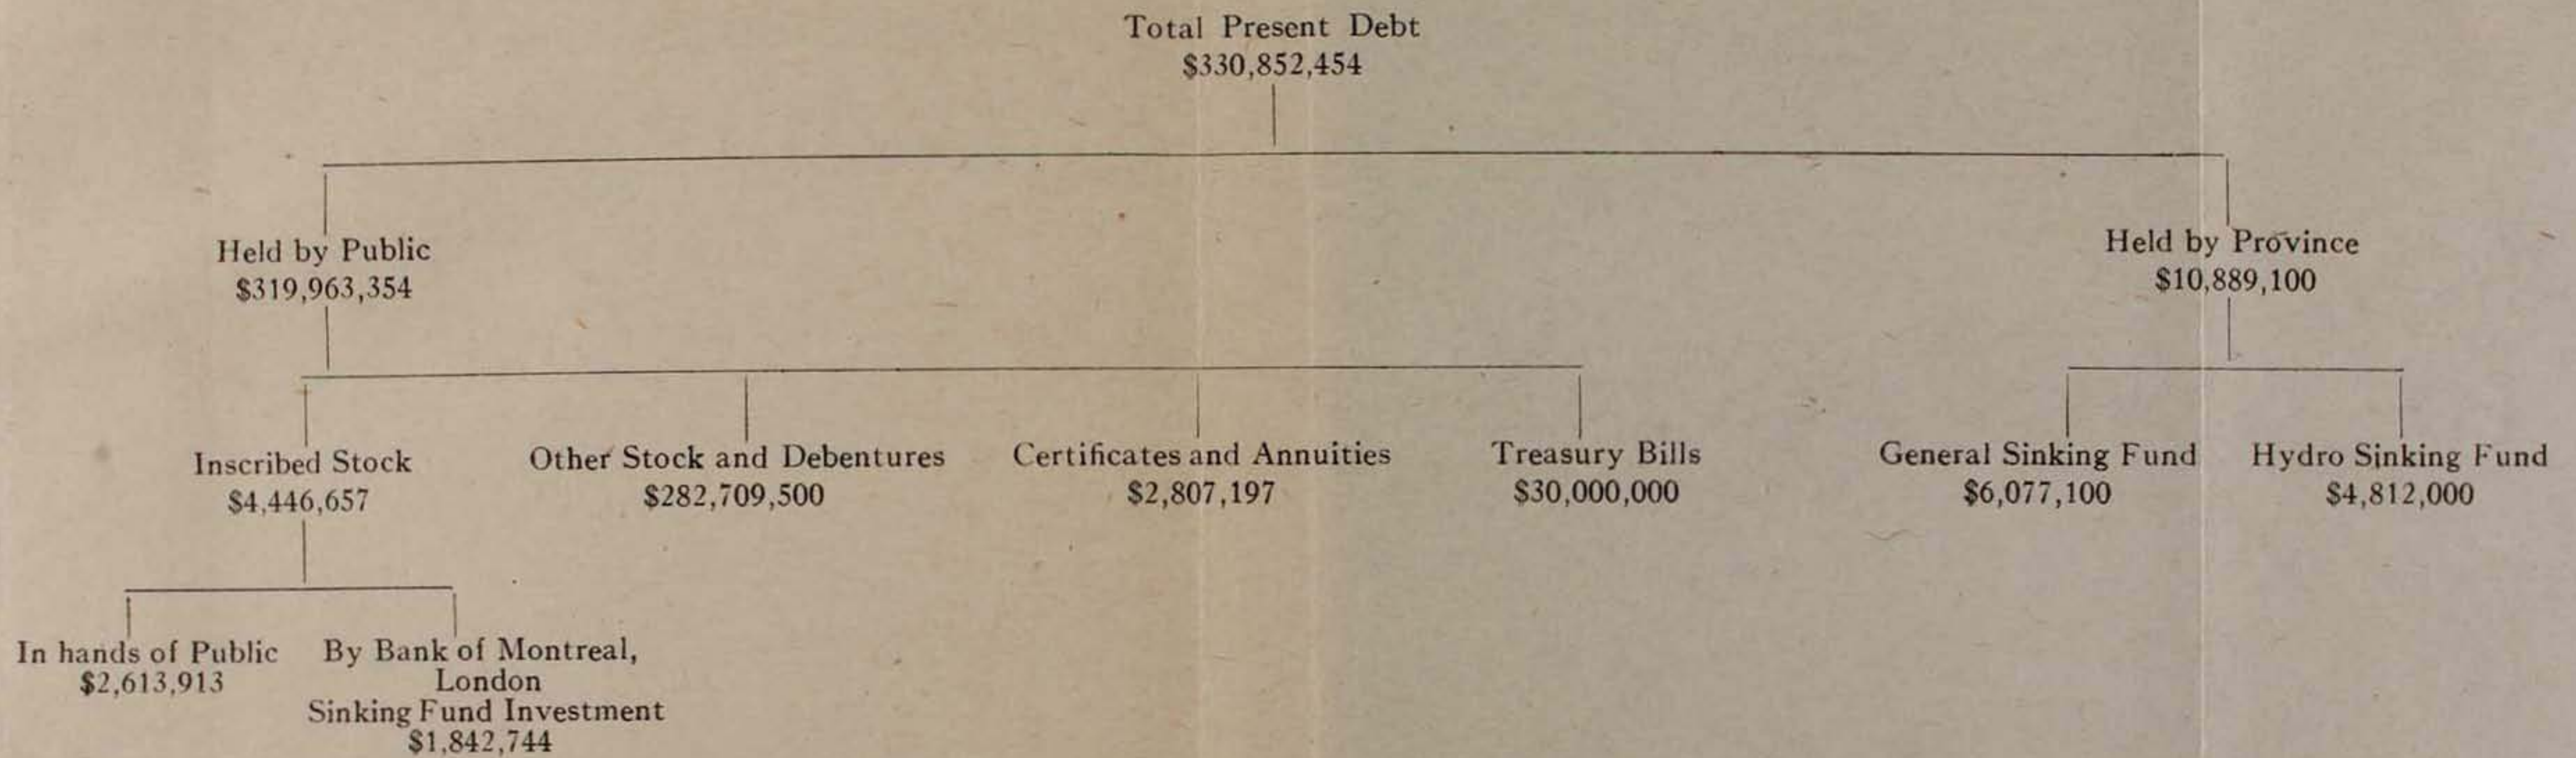 Total Present Debt
$330,852,454
Held by Public
$319,963,354
Held by Province
$10,889,100
Inscribed Stock
$4,446,657
Other Stock and Debentures
$282,709,500
Certificates and Annuities
$2,807,197
Treasury Bills
$30,000,000
General Sinking Fund
$6,077,100
Hydro Sinking Fund
$4,812,000
In hands of Public
$2,613,913
By Bank of Montreal,
London
Sinking Fund Investment
$1,842,744